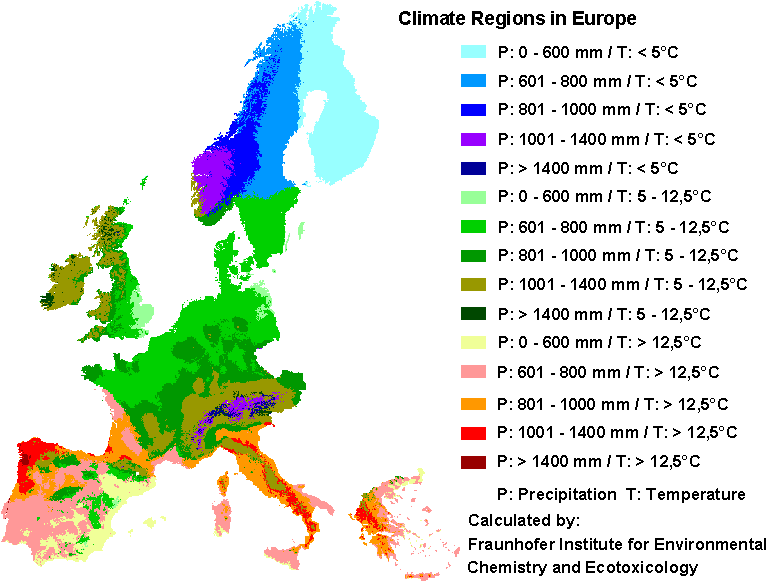 Climate Regions in Europe
P: 0 - 600 mm / T: < 5°C
P: 601 - 800 mm / T: < 5°C
P: 801 - 1000 mm / T: < 5°C
P: 1001 - 1400 mm / T: < 5°C
P: > 1400 mm / T: < 5°C
P: 0 - 600 mm / T: 5 - 12,5°C
P: 601 - 800 mm / T: 5 - 12,5°C
P: 801 - 1000 mm / T: 5 - 12,5°C
P: 1001 - 1400 mm / T: 5 - 12,5°C
P: > 1400 mm / T: 5 - 12,5°C
P: 0 - 600 mm / T: > 12,5°C
P: 601 - 800 mm / T: > 12,5°C
P: 801 - 1000 mm / T: > 12,5°C
P: 1001 - 1400 mm / T: > 12,5°C
P: > 1400 mm / T: > 12,5°C
P: Precipitation T: Temperature
Calculated by:
Fraunhofer Institute for Environmental
Chemistry and Ecotoxicology